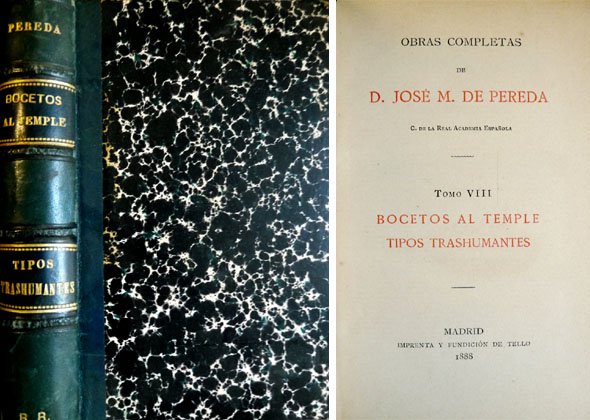 PEREDA
BOCETOS
AL TEMPLE
TIPOS
TRASHUMANTES
B. B.
OBRAS COMPLETAS
DE
D. JOSÉ M. DE PEREDA
C. DE LA REAL ACADEMIA ESPAÑOLA
TOMO VIII
BOCETOS AL TEMPLE
TIPOS TRASHUMANTES
MADRID
IMPRENTA Y FUNDICIÓN DE TELLO
1888